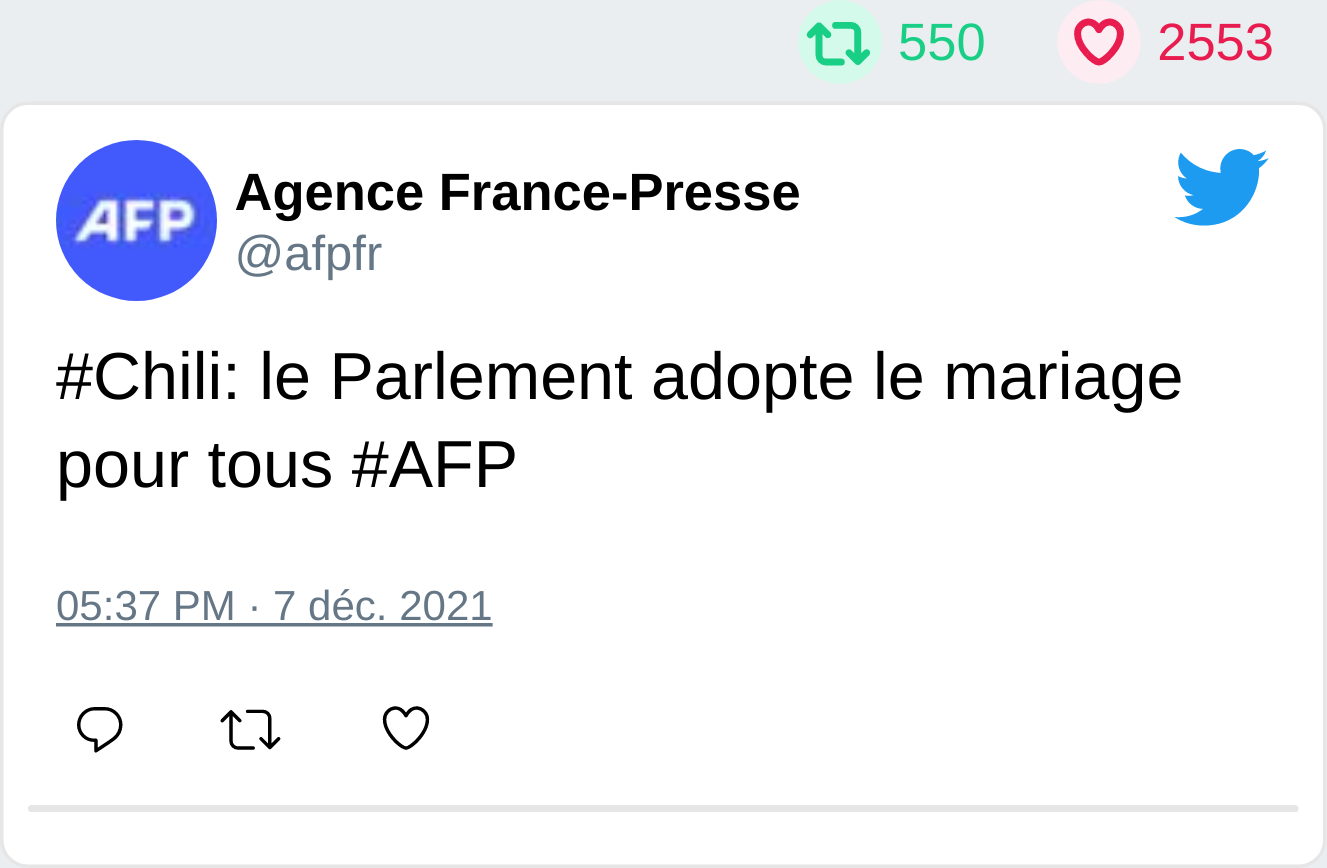 550 2553
AFP
Agence France-Presse
@afpfr
#Chili: le Parlement adopte le mariage
pour tous #AFP
05:37 PM · 7 déc. 2021